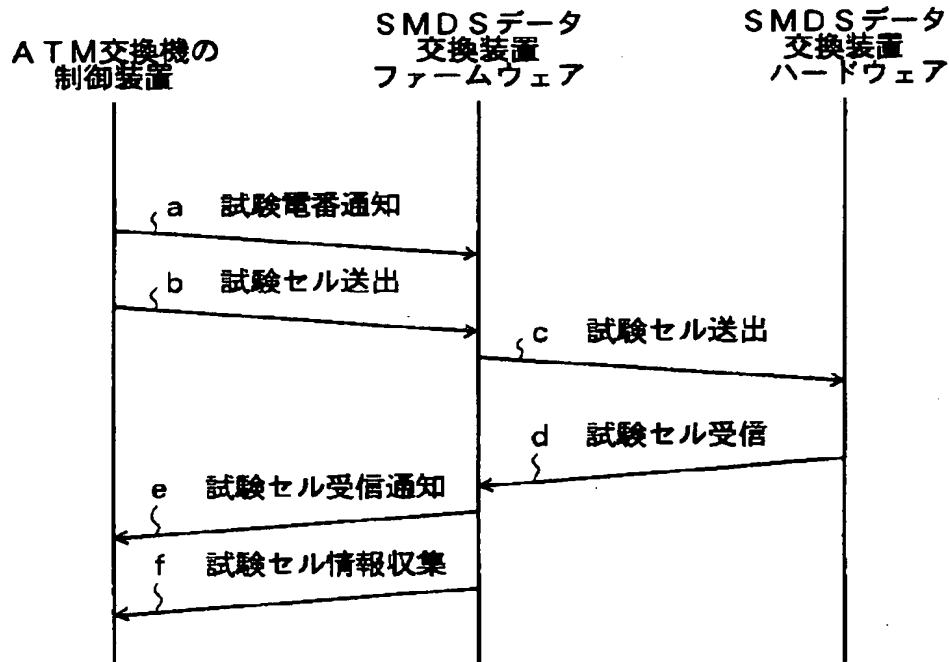 ATM交換機の
制御装置
SMDSデータ
交換装置
ファームウェア
SMDSデータ
交換装置
ハードウェア
a 試験電番通知
b 試験セル送出
c 試験セル送出
d 試験セル受信
e 試験セル受信通知
f 試験セル情報収集